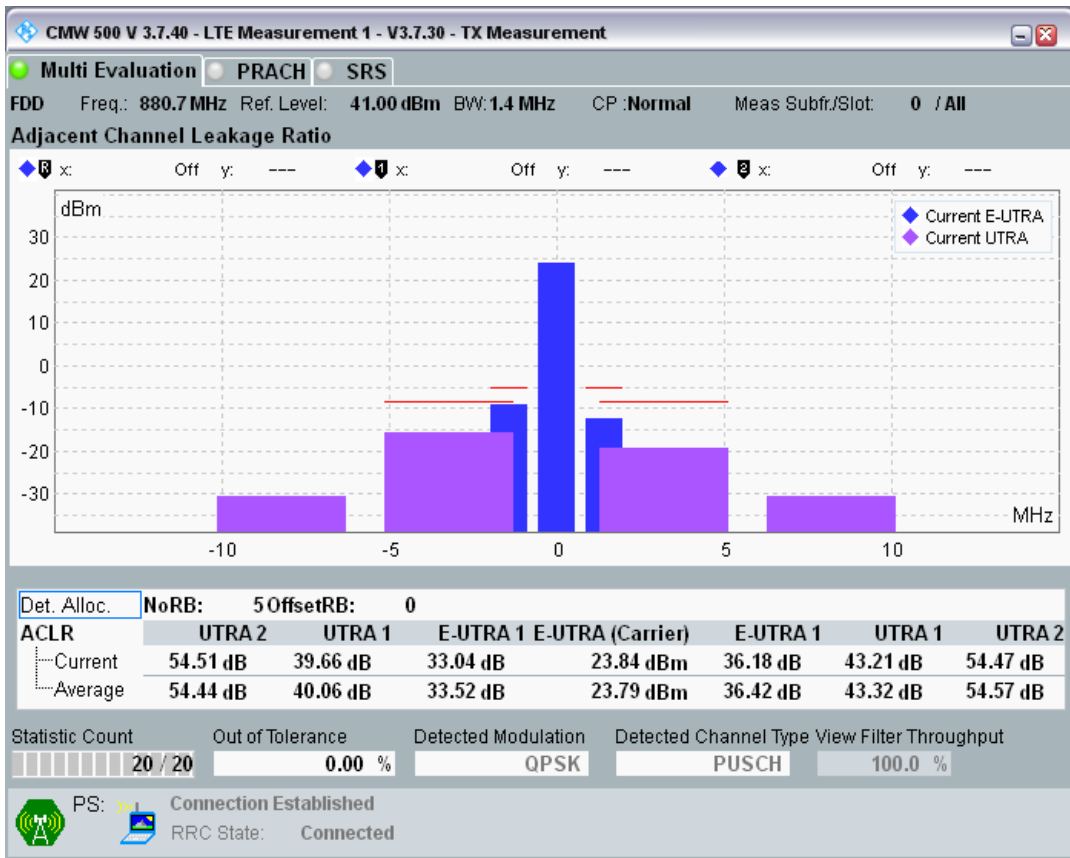 CMW 500 V 3.7.40 - LTE Measurement 1 - V3.7.30 - TX Measurement
Multi Evaluation PRACH SRS
FDD Freq.: 880.7 MHz Ref. Level: 41.00 dBm BW: 1.4 MHz CP :Normal Meas Subfr./Slot: 0 / All
Adjacent Channel Leakage Ratio
R x: Off y: --- 1 x: Off y: --- 2 x: Off y: ---
dBm
Current E-UTRA
Current UTRA
30
20
10
0
-10
-20
-30
MHz
-10 -5 0 5 10
Det. Alloc. NoRB: 5 OffsetRB: 0
ACLR UTRA 2 UTRA 1 E-UTRA 1 E-UTRA (Carrier) E-UTRA 1 UTRA 1 UTRA 2
Current 54.51 dB 39.66 dB 33.04 dB 23.84 dBm 36.18 dB 43.21 dB 54.47 dB
Average 54.44 dB 40.06 dB 33.52 dB 23.79 dBm 36.42 dB 43.32 dB 54.57 dB
Statistic Count Out of Tolerance Detected Modulation Detected Channel Type View Filter Throughput
20 / 20 0.00 % QPSK PUSCH 100.0 %
PS: Connection Established
RRC State: Connected